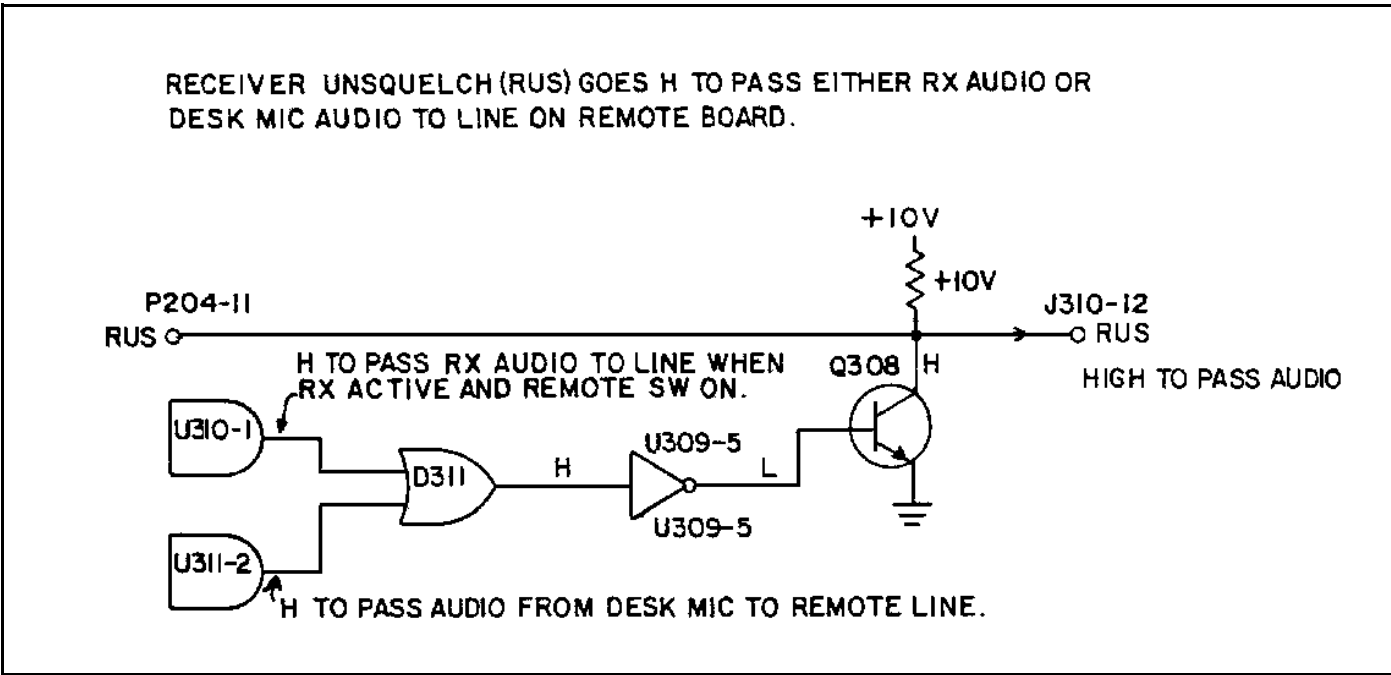 RECEIVER UNSQUELCH (RUS) GOES H TO PASS EITHER RX AUDIO OR
DESK MIC AUDIO TO LINE ON REMOTE BOARD.
+10V
+10V
P204-11
J310-12
RUS
RUS
H TO PASS RX AUDIO TO LINE WHEN
RX ACTIVE AND REMOTE SW ON.
Q308
H
HIGH TO PASS AUDIO
U310-1
U309-5
D311
H
L
U309-5
U311-2
H TO PASS AUDIO FROM DESK MIC TO REMOTE LINE.